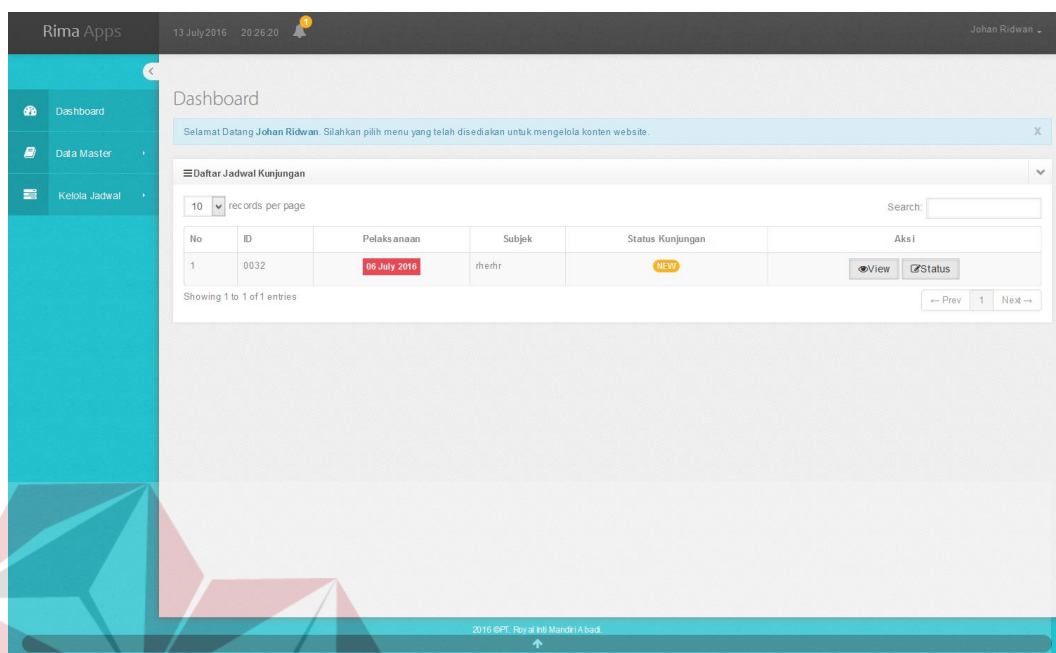 Rima Apps
13 July 2016 20:26:20
1
Johan Ridwan
Dashboard
Data Master
Kelola Jadwal
Dashboard
Selamat Datang Johan Ridwan. Silahkan pilih menu yang telah disediakan untuk mengelola konten website.
X
Daftar Jadwal Kunjungan
10 records per page
Search:
No ID Pelaksanaan Subjek Status Kunjungan Aksi
1 0032 06 July 2016 rherhr NEW View Status
Showing 1 to 1 of 1 entries
← Prev 1 Next →
2016 ©PT. Royal Inti Mandiri Abadi.